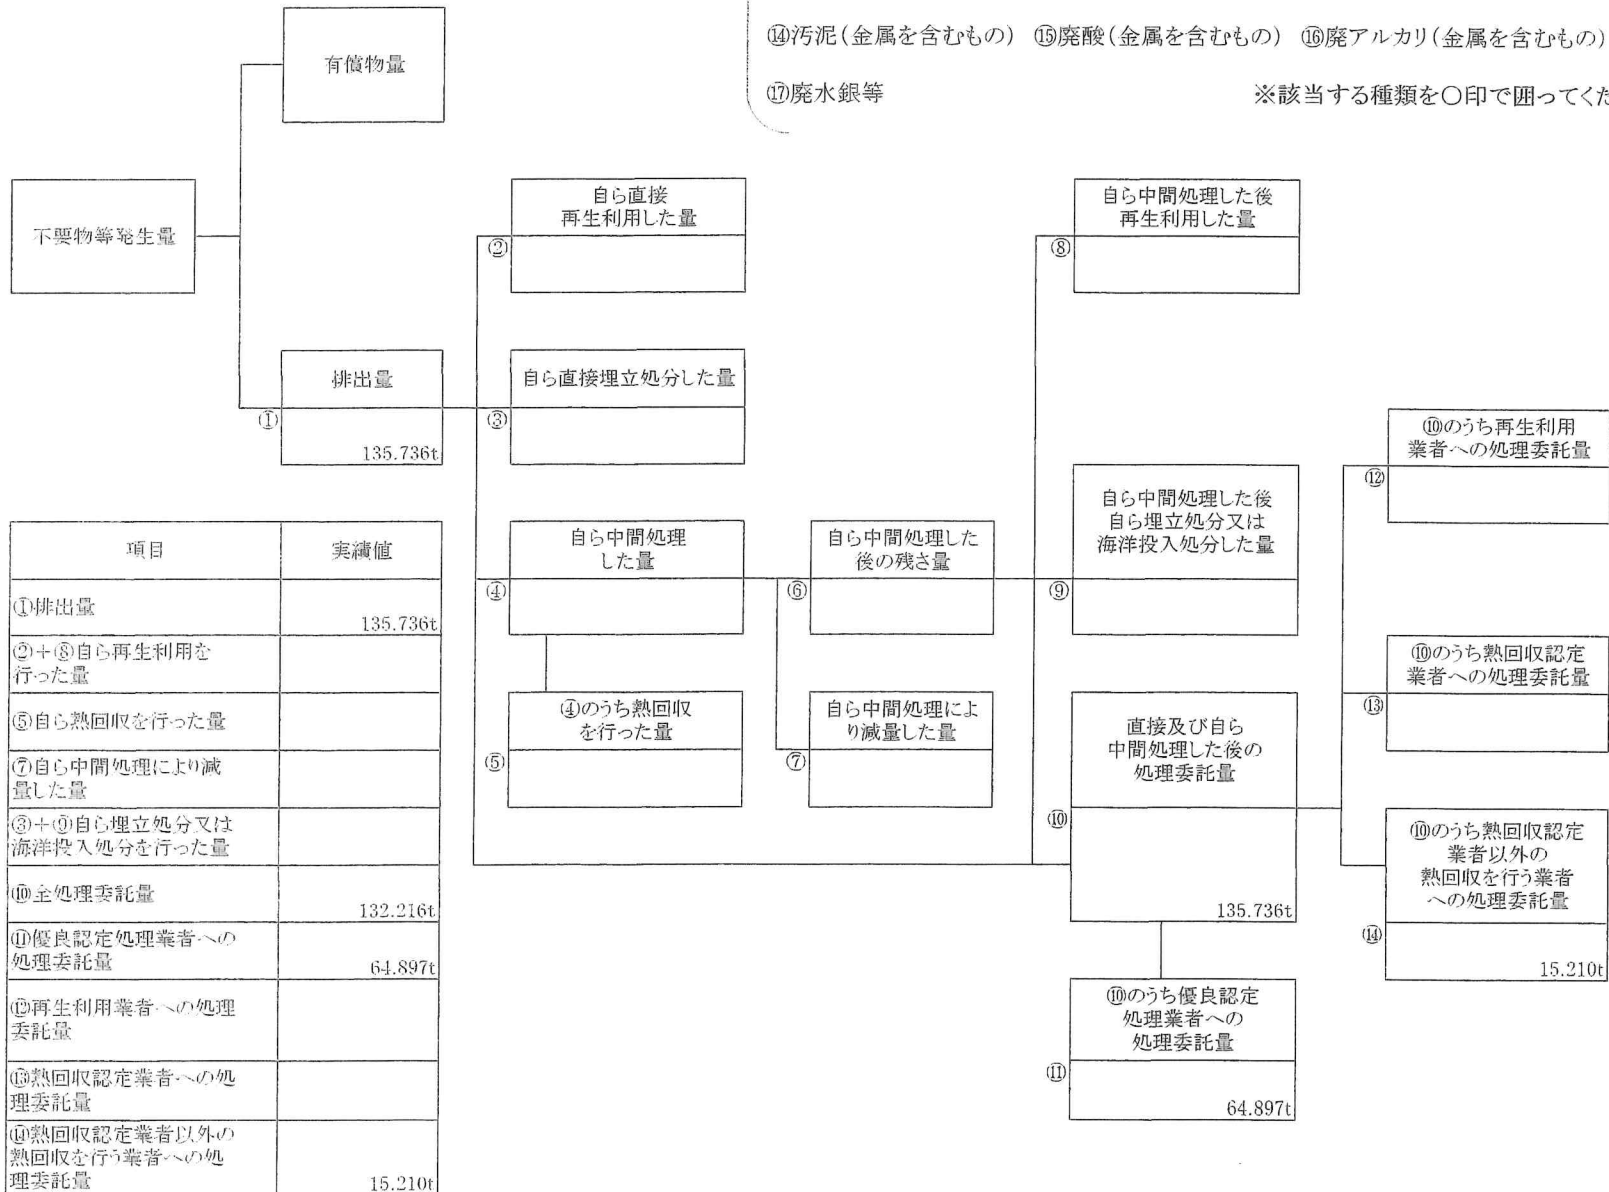 ⑭汚泥(金属を含むもの) ⑮廃酸(金属を含むもの) ⑯廃アルカリ(金属を含むもの)
⑰廃水銀等 ※該当する種類を〇印で囲ってくだ
有償物量
不要物等発生量
自ら直接
再生利用した量
②
自ら中間処理した後
再生利用した量
⑧
排出量
①
135.736t
自ら直接埋立処分した量
③
⑩のうち再生利用
業者への処理委託量
⑫
自ら中間処理
した量
④
自ら中間処理した
後の残さ量
⑥
自ら中間処理した後
自ら埋立処分又は
海洋投入処分した量
⑨
⑩のうち熱回収認定
業者への処理委託量
⑬
④のうち熱回収
を行った量
⑤
自ら中間処理によ
り減量した量
⑦
直接及び自ら
中間処理した後の
処理委託量
⑩
135.736t
⑩のうち熱回収認定
業者以外の
熱回収を行う業者
への処理委託量
⑭
15.210t
⑩のうち優良認定
処理業者への
処理委託量
⑪
64.897t
項目 実績値
①排出量
135.736t
②+⑧自ら再生利用を
行った量
⑤自ら熱回収を行った量
⑦自ら中間処理により減
量した量
③+⑨自ら埋立処分又は
海洋投入処分を行った量
⑩全処理委託量
132.216t
⑪優良認定処理業者への
処理委託量
64.897t
⑫再生利用業者への処理
委託量
⑬熱回収認定業者への処
理委託量
⑭熱回収認定業者以外の
熱回収を行う業者への処
理委託量
15.210t